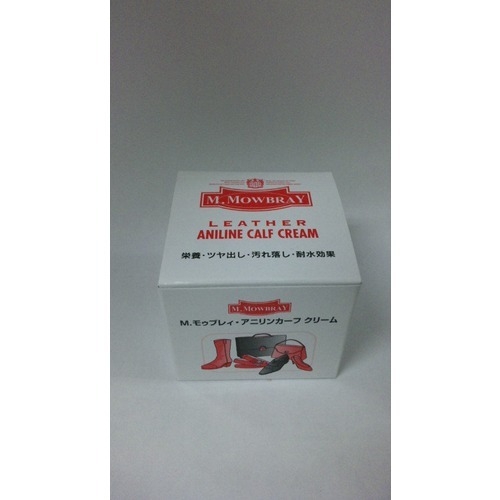 M. MOWBRAY
LEATHER
ANILINE CALF CREAM
栄養・ツヤ出し・汚れ落し・耐水効果
M. MOWBRAY
M.モゥブレィ・アニリンカーフ クリーム